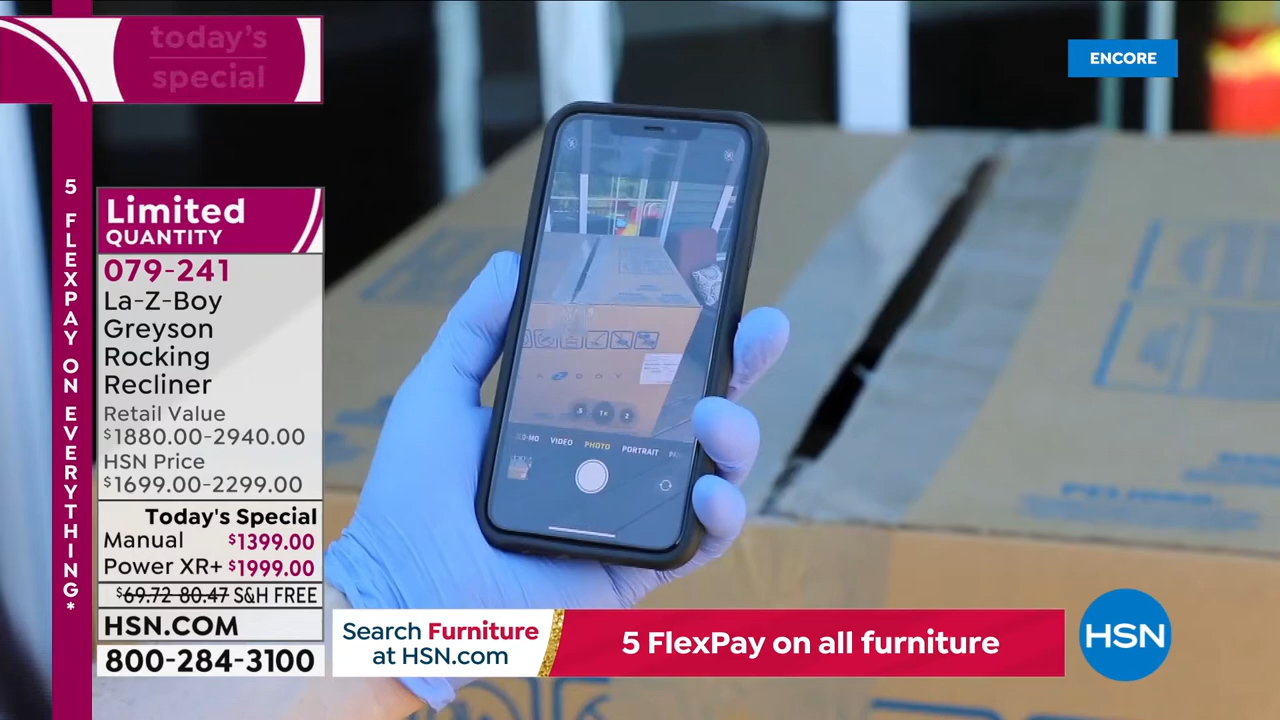 today's
special
ENCORE
5 FLEXPAY ON EVERYTHING*
Limited
QUANTITY
079-241
La-Z-Boy
Greyson
Rocking
Recliner
Retail Value
$1880.00-2940.00
HSN Price
$1699.00-2299.00
Today's Special
Manual $1399.00
Power XR+ $1999.00
$69.72-80.47 S&H FREE
HSN.COM
800-284-3100
VIDEO PHOTO PORTRAIT
.5 1x 2
Search Furniture
at HSN.com
5 FlexPay on all furniture
HSN